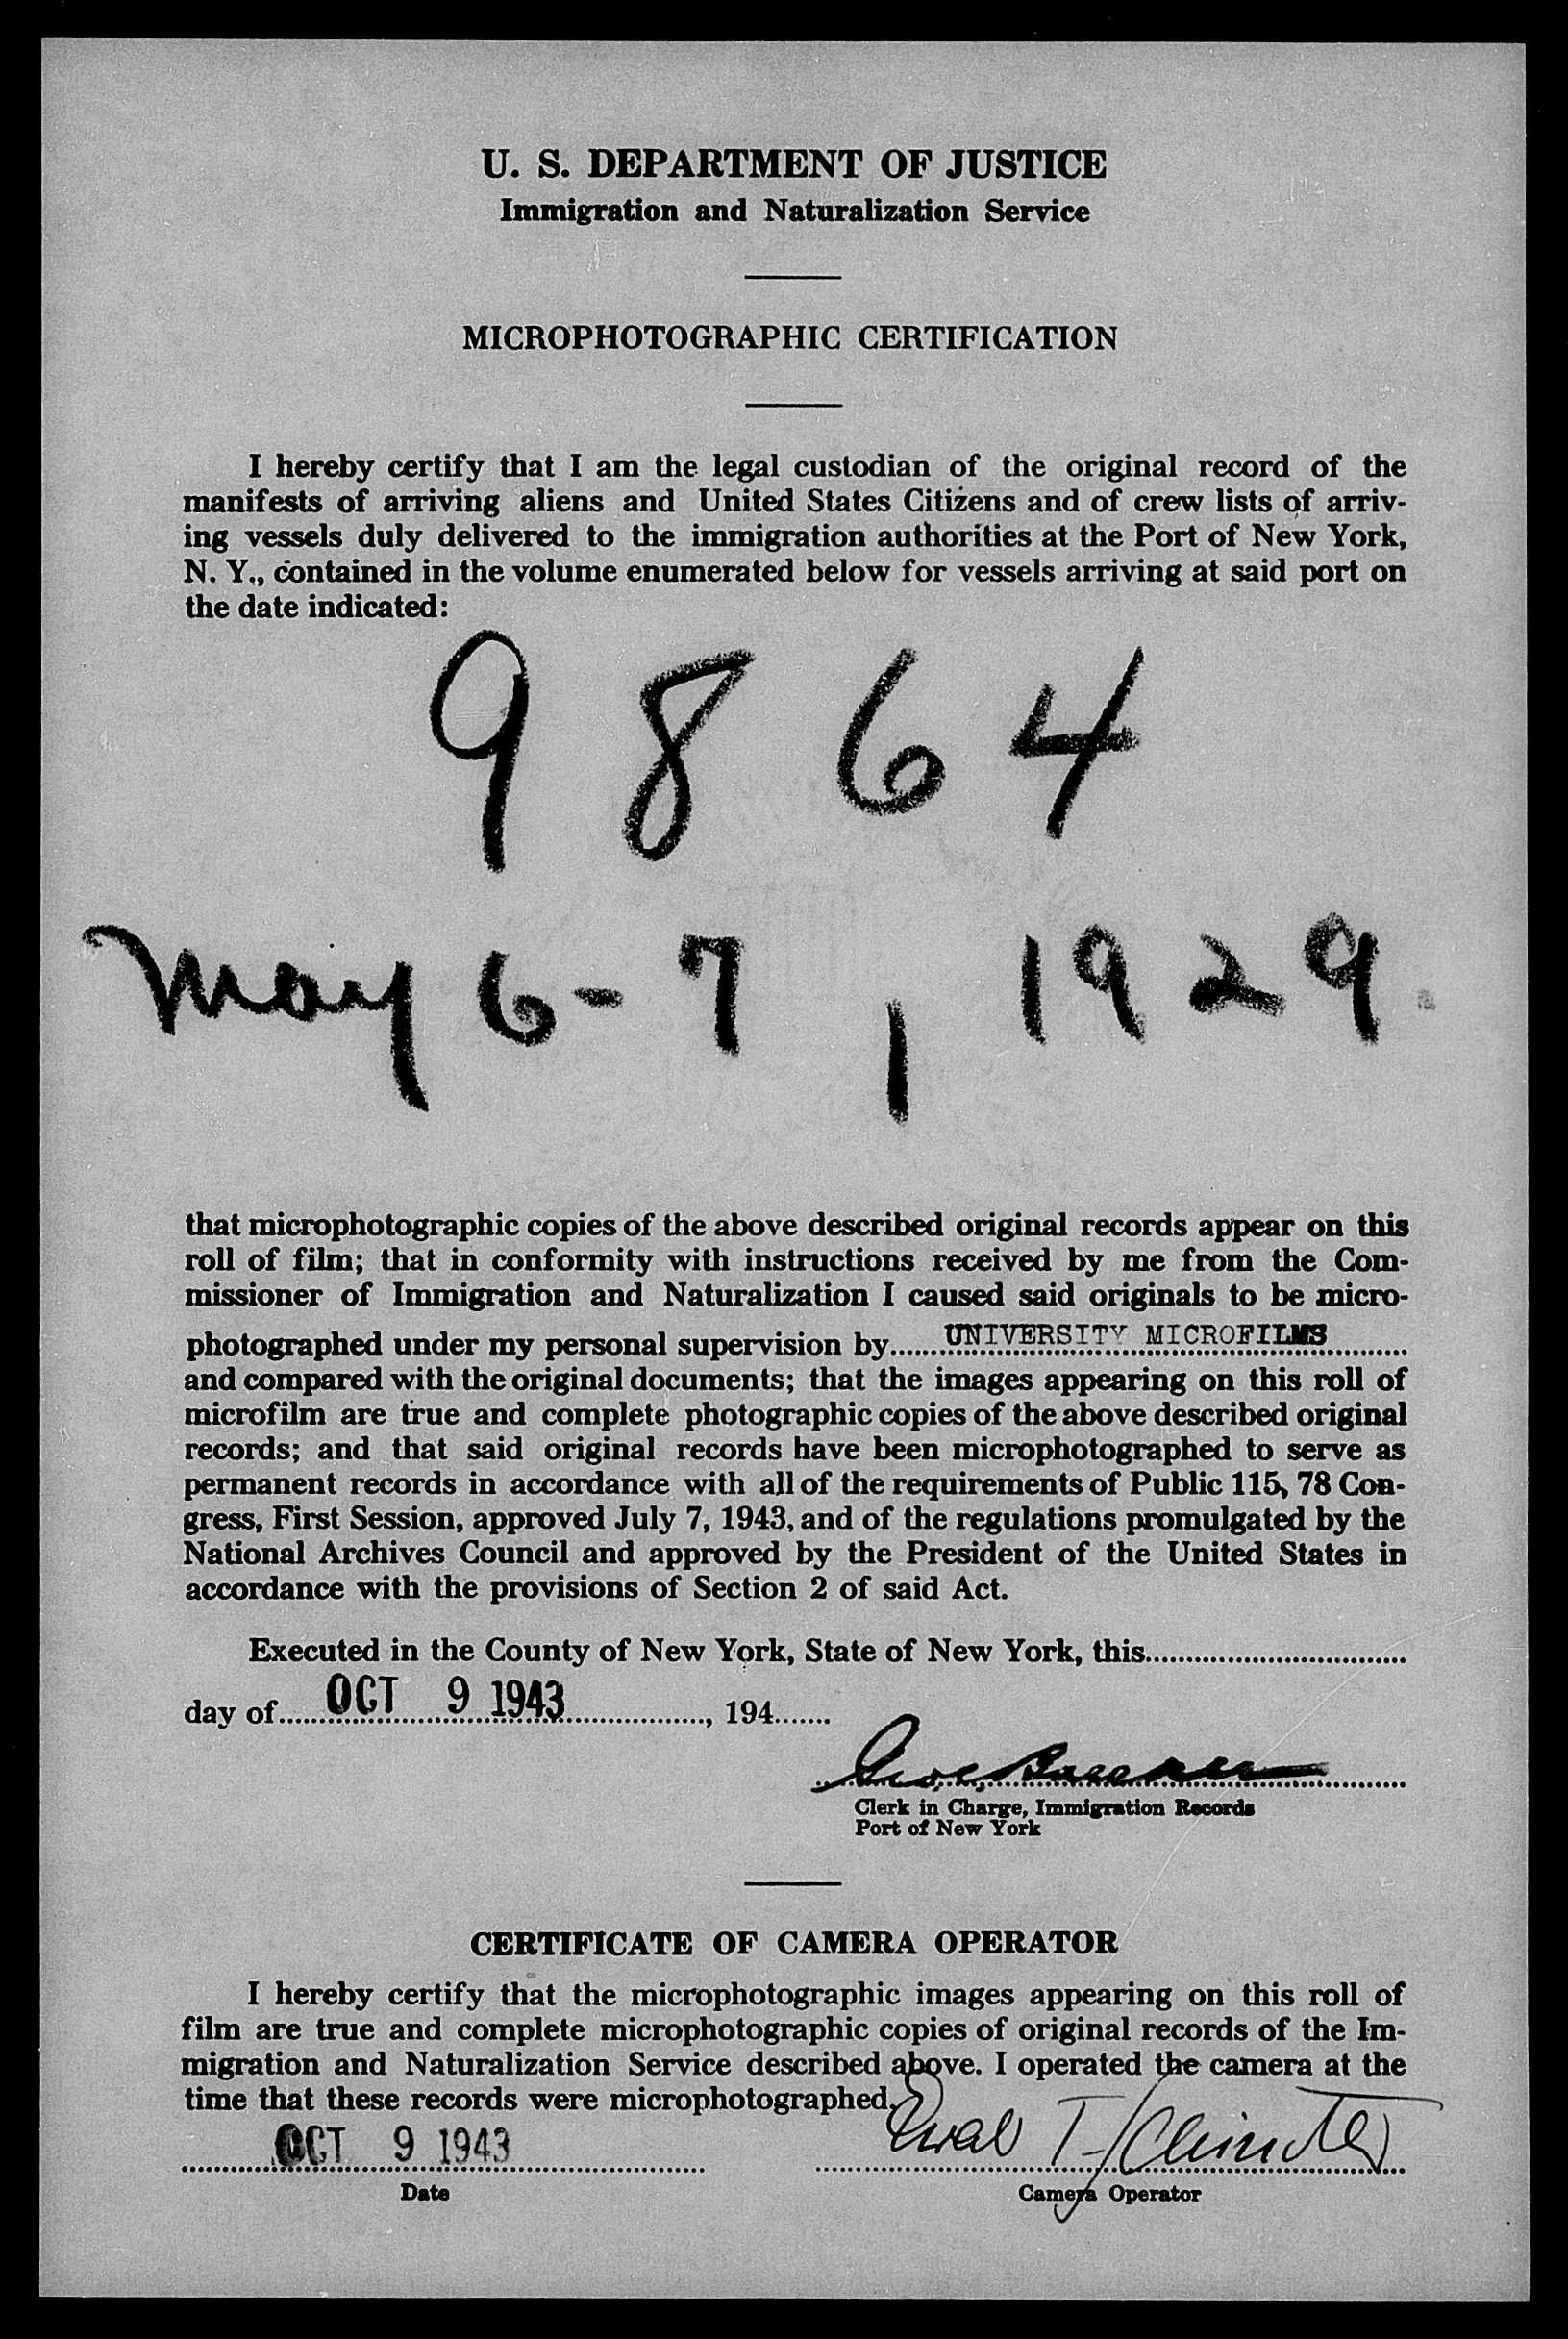 U. S. DEPARTMENT OF JUSTICE
Immigration and Naturalization Service
MICROPHOTOGRAPHIC CERTIFICATION
I hereby certify that I am the legal custodian of the original record of the
manifests of arriving aliens and United States Citizens and of crew lists of arriv-
ing vessels duly delivered to the immigration authorities at the Port of New York,
N. Y., contained in the volume enumerated below for vessels arriving at said port on
the date indicated:
9864
May 6-7, 1929.
that microphotographic copies of the above described original records appear on this
roll of film; that in conformity with instructions received by me from the Com-
missioner of Immigration and Naturalization I caused said originals to be micro-
photographed under my personal supervision by UNIVERSITY MICROFILMS
and compared with the original documents; that the images appearing on this roll of
microfilm are true and complete photographic copies of the above described original
records; and that said original records have been microphotographed to serve as
permanent records in accordance with all of the requirements of Public 115, 78 Con-
gress, First Session, approved July 7, 1943, and of the regulations promulgated by the
National Archives Council and approved by the President of the United States in
accordance with the provisions of Section 2 of said Act.
Executed in the County of New York, State of New York, this
day of OCT 9 1943, 194
Clerk in Charge, Immigration Records
Port of New York
CERTIFICATE OF CAMERA OPERATOR
I hereby certify that the microphotographic images appearing on this roll of
film are true and complete microphotographic copies of original records of the Im-
migration and Naturalization Service described above. I operated the camera at the
time that these records were microphotographed.
OCT 9 1943
Date
Camera Operator